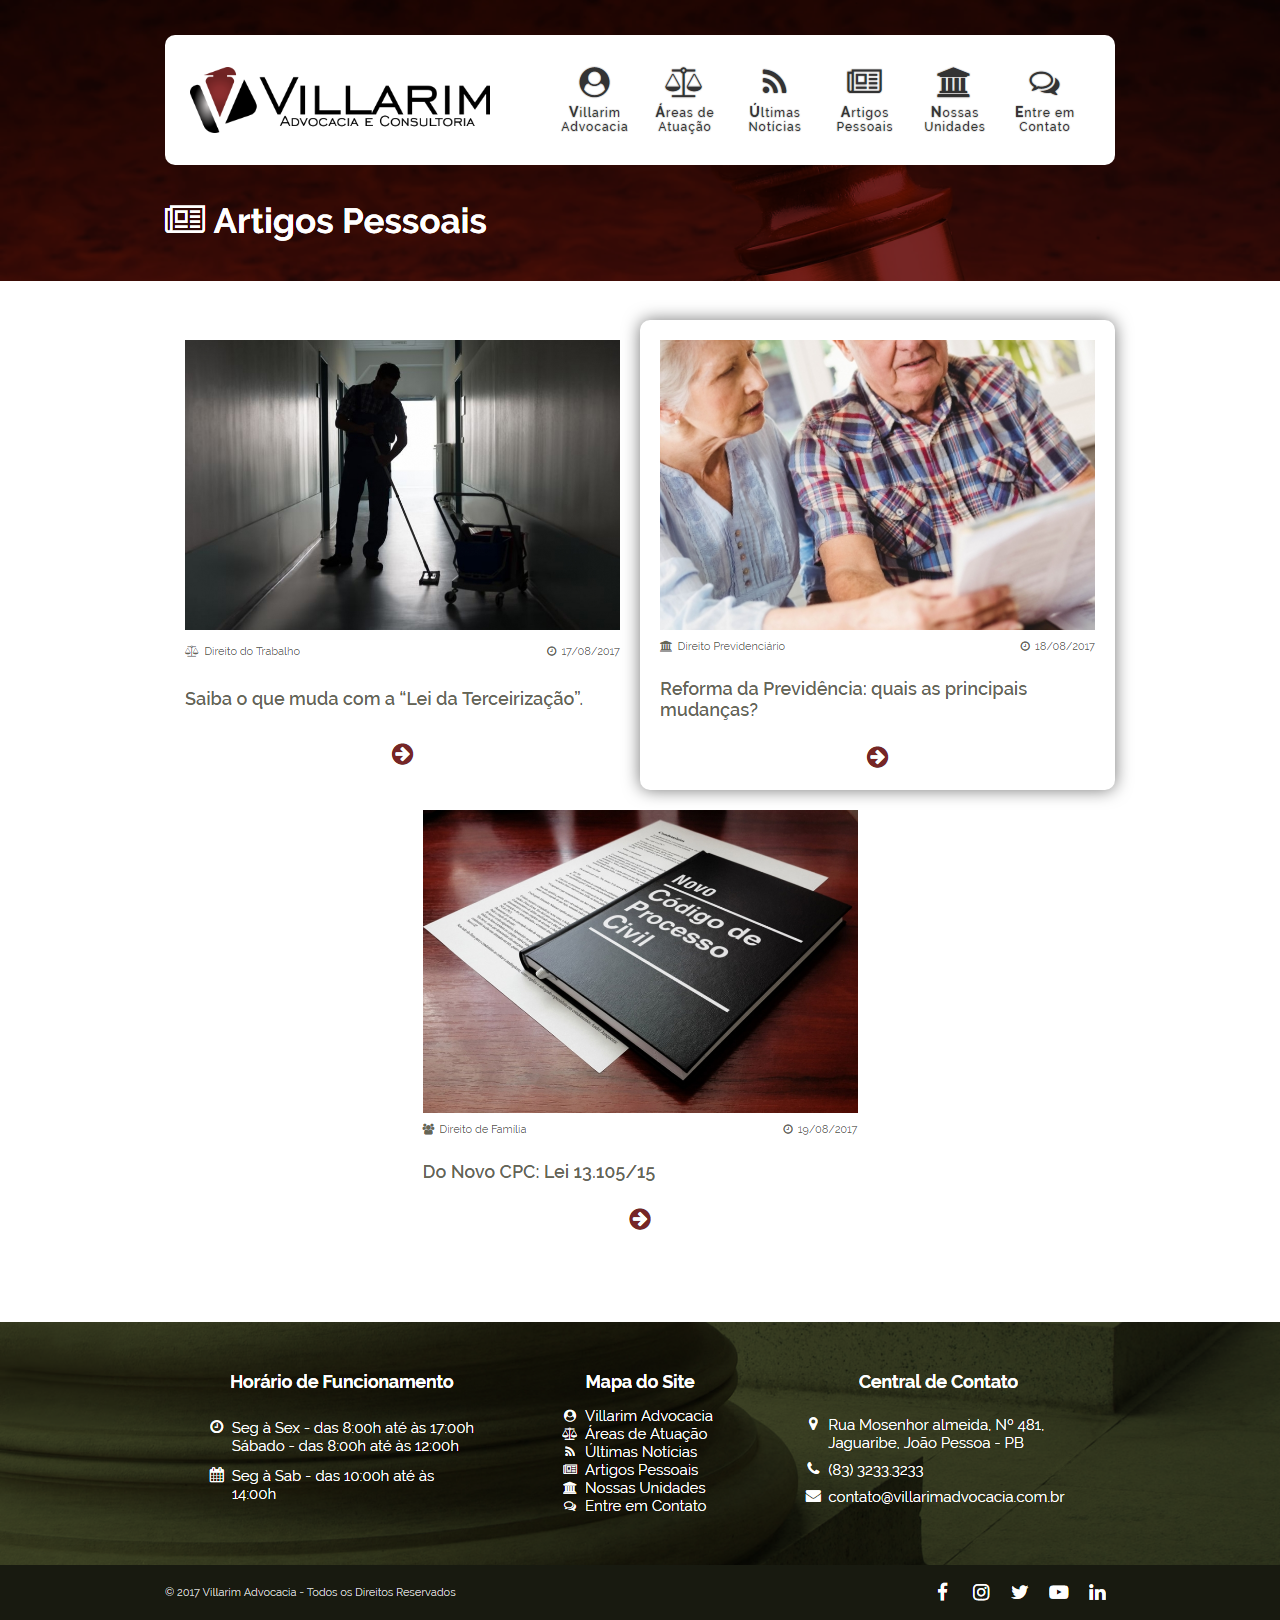 VILLARIM
ADVOCACIA E CONSULTORIA
Villarim
Advocacia
Áreas de
Atuação
Últimas
Notícias
Artigos
Pessoais
Nossas
Unidades
Entre em
Contato
Artigos Pessoais
Direito do Trabalho
17/08/2017
Saiba o que muda com a “Lei da Terceirização”.
Direito Previdenciário
18/08/2017
Reforma da Previdência: quais as principais
mudanças?
Novo
Código de
Processo
Civil
Direito de Família
19/08/2017
Do Novo CPC: Lei 13.105/15
Horário de Funcionamento
Seg à Sex - das 8:00h até às 17:00h
Sábado - das 8:00h até às 12:00h
Seg à Sab - das 10:00h até às
14:00h
Mapa do Site
Villarim Advocacia
Áreas de Atuação
Últimas Notícias
Artigos Pessoais
Nossas Unidades
Entre em Contato
Central de Contato
Rua Mosenhor almeida, Nº 481,
Jaguaribe, João Pessoa - PB
(83) 3233.3233
contato@villarimadvocacia.com.br
© 2017 Villarim Advocacia - Todos os Direitos Reservados